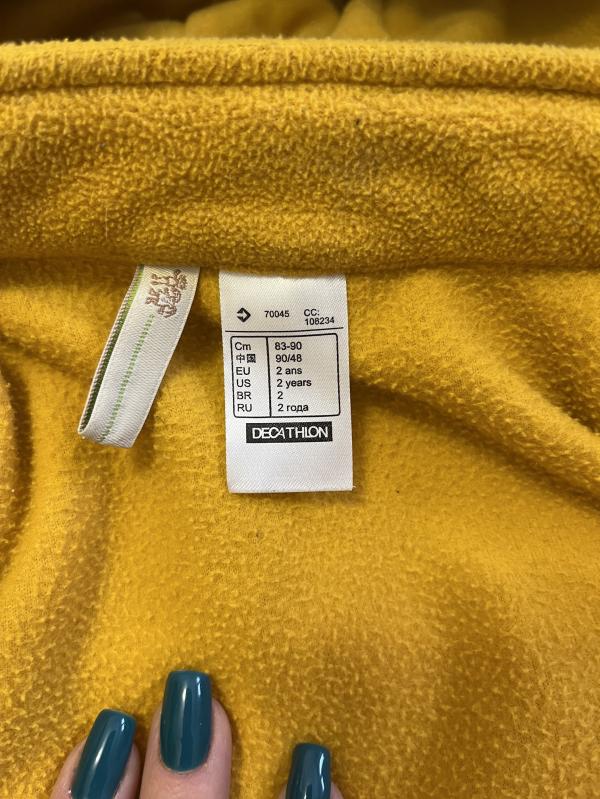 70045 CC:
108234
Cm 83-90
中国 90/48
EU 2 ans
US 2 years
BR 2
RU 2 года
DECATHLON